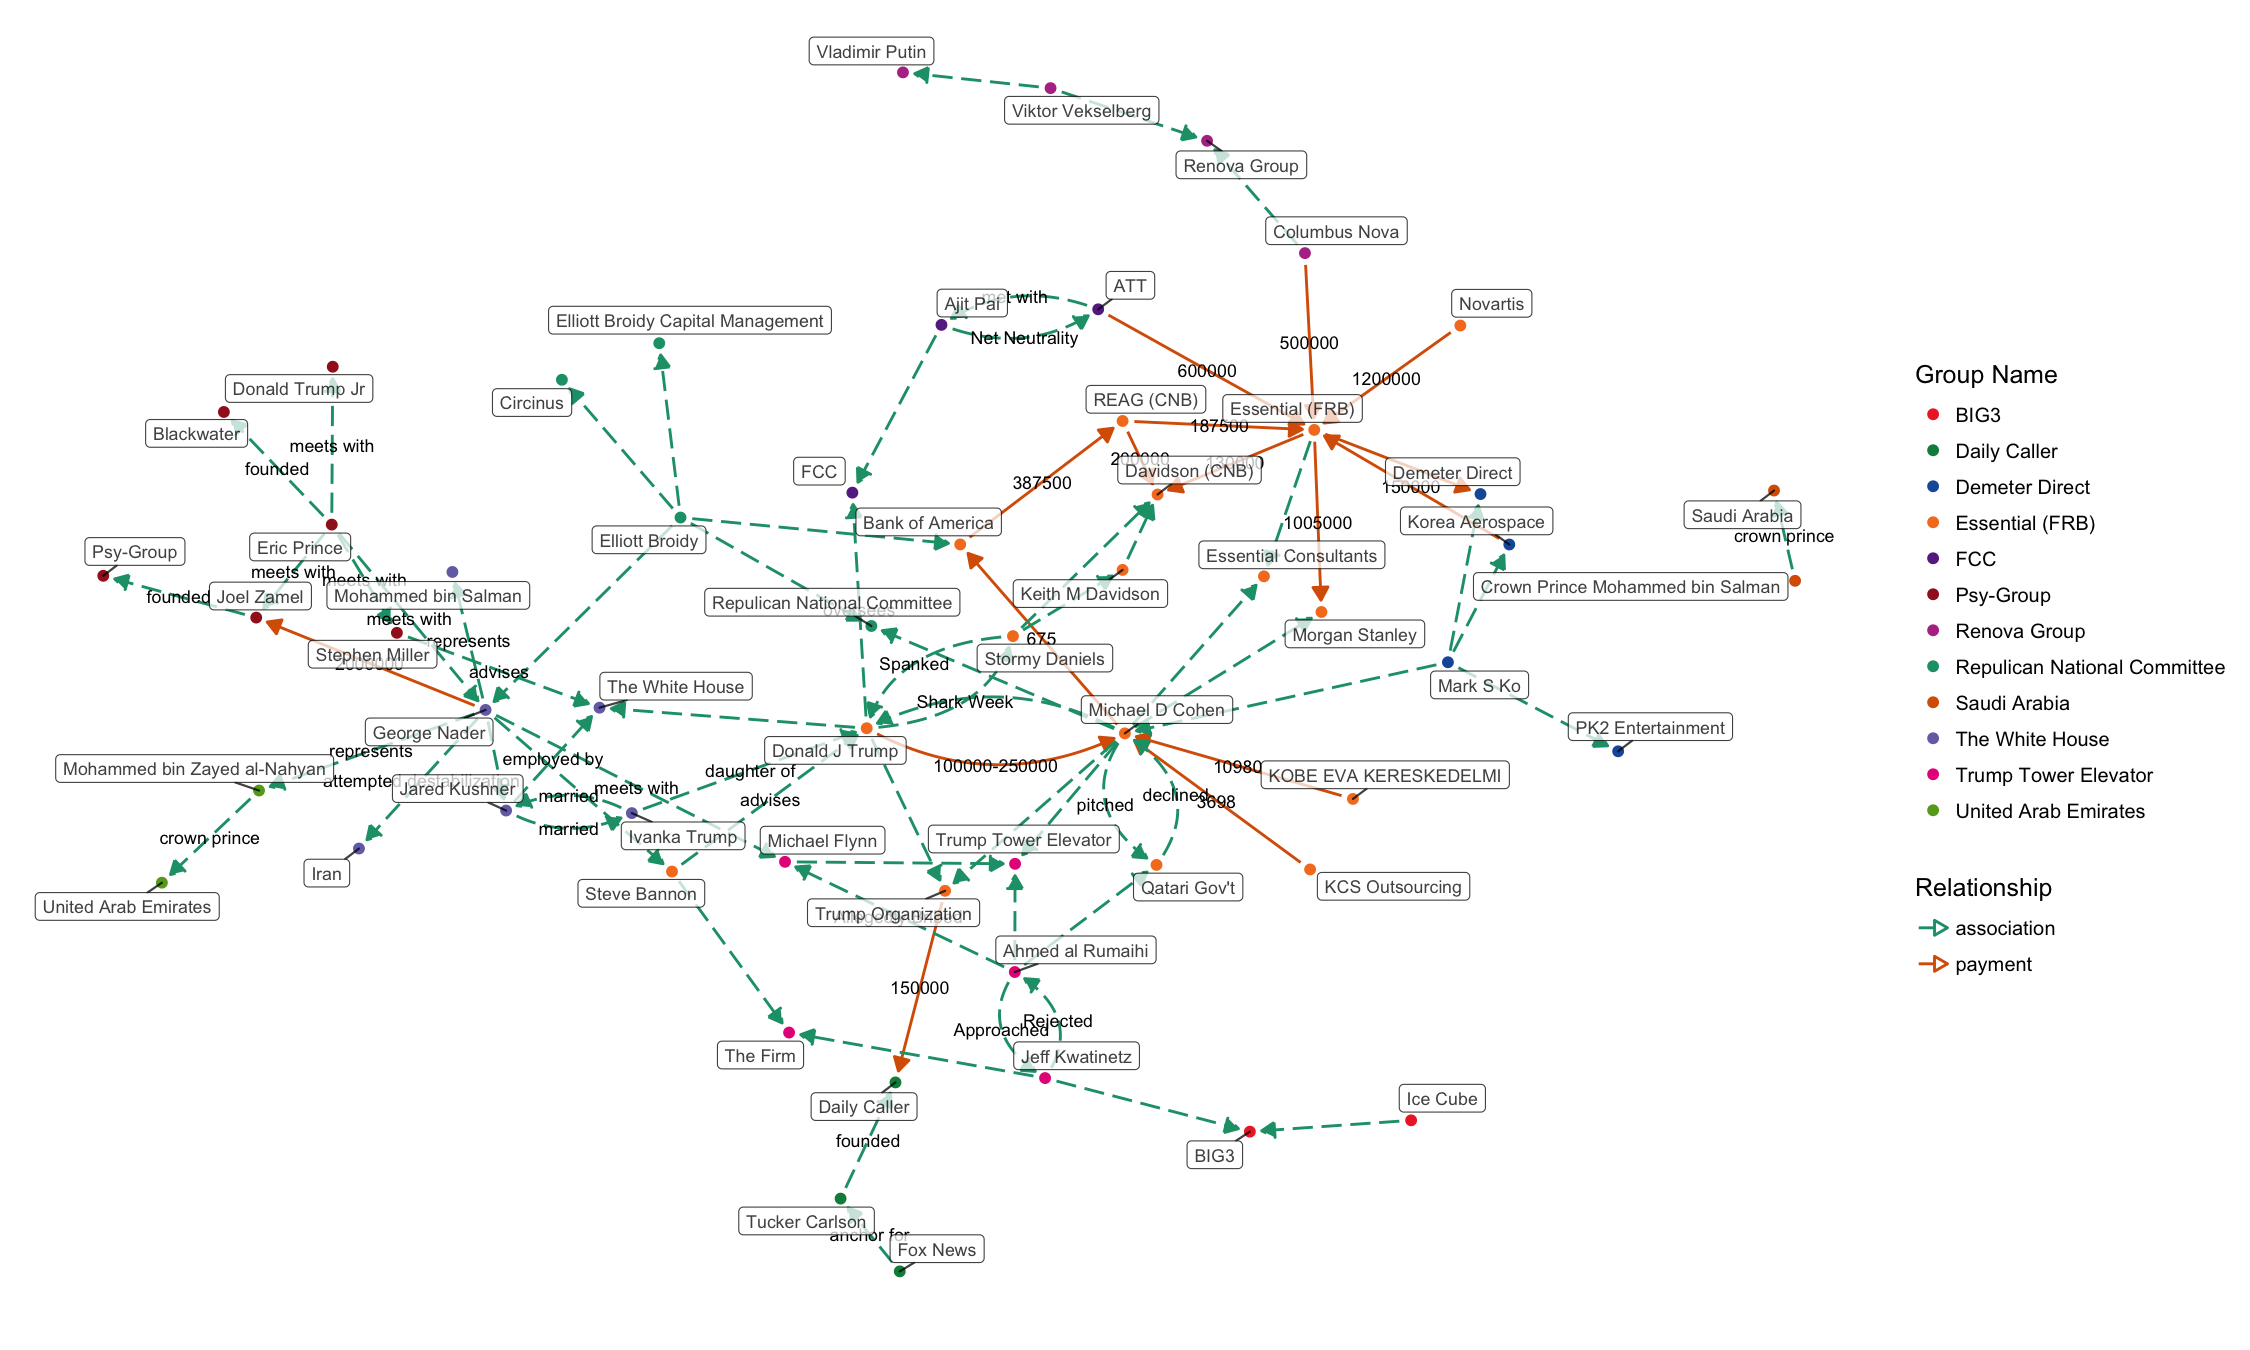 Vladimir Putin
Viktor Vekselberg
Renova Group
Columbus Nova
ATT
met with
Ajit Pai
Novartis
Elliott Broidy Capital Management
Net Neutrality
500000
600000
1200000
Donald Trump Jr
Circinus
REAG (CNB)
Essential (FRB)
Blackwater
187500
meets with
founded
200000
130000
FCC
Davidson (CNB)
Demeter Direct
387500
150000
Saudi Arabia
Bank of America
1005000
Korea Aerospace
crown prince
Elliott Broidy
Eric Prince
Psy-Group
Essential Consultants
meets with
meets with
Crown Prince Mohammed bin Salman
founded
Joel Zamel
Mohammed bin Salman
Keith M Davidson
Repulican National Committee
oversees
meets with
Morgan Stanley
represents
675
Stephen Miller
2000000
Stormy Daniels
Spanked
advises
The White House
Mark S Ko
Shark Week
Michael D Cohen
George Nader
PK2 Entertainment
represents
Donald J Trump
employed by
100000-250000
Mohammed bin Zayed al-Nahyan
attempted destabilization
Jared Kushner
daughter of
meets with
married
10980
KOBE EVA KERESKEDELMI
declined
pitched
3698
advises
married
crown prince
Ivanka Trump
Michael Flynn
Trump Tower Elevator
Iran
Steve Bannon
Qatari Gov't
KCS Outsourcing
United Arab Emirates
Trump Organization
Allegedly Bribed
Ahmed al Rumaihi
150000
Rejected
Approached
The Firm
Jeff Kwatinetz
Daily Caller
Ice Cube
founded
BIG3
Tucker Carlson
anchor for
Fox News
Group Name
BIG3
Daily Caller
Demeter Direct
Essential (FRB)
FCC
Psy-Group
Renova Group
Repulican National Committee
Saudi Arabia
The White House
Trump Tower Elevator
United Arab Emirates
Relationship
association
payment